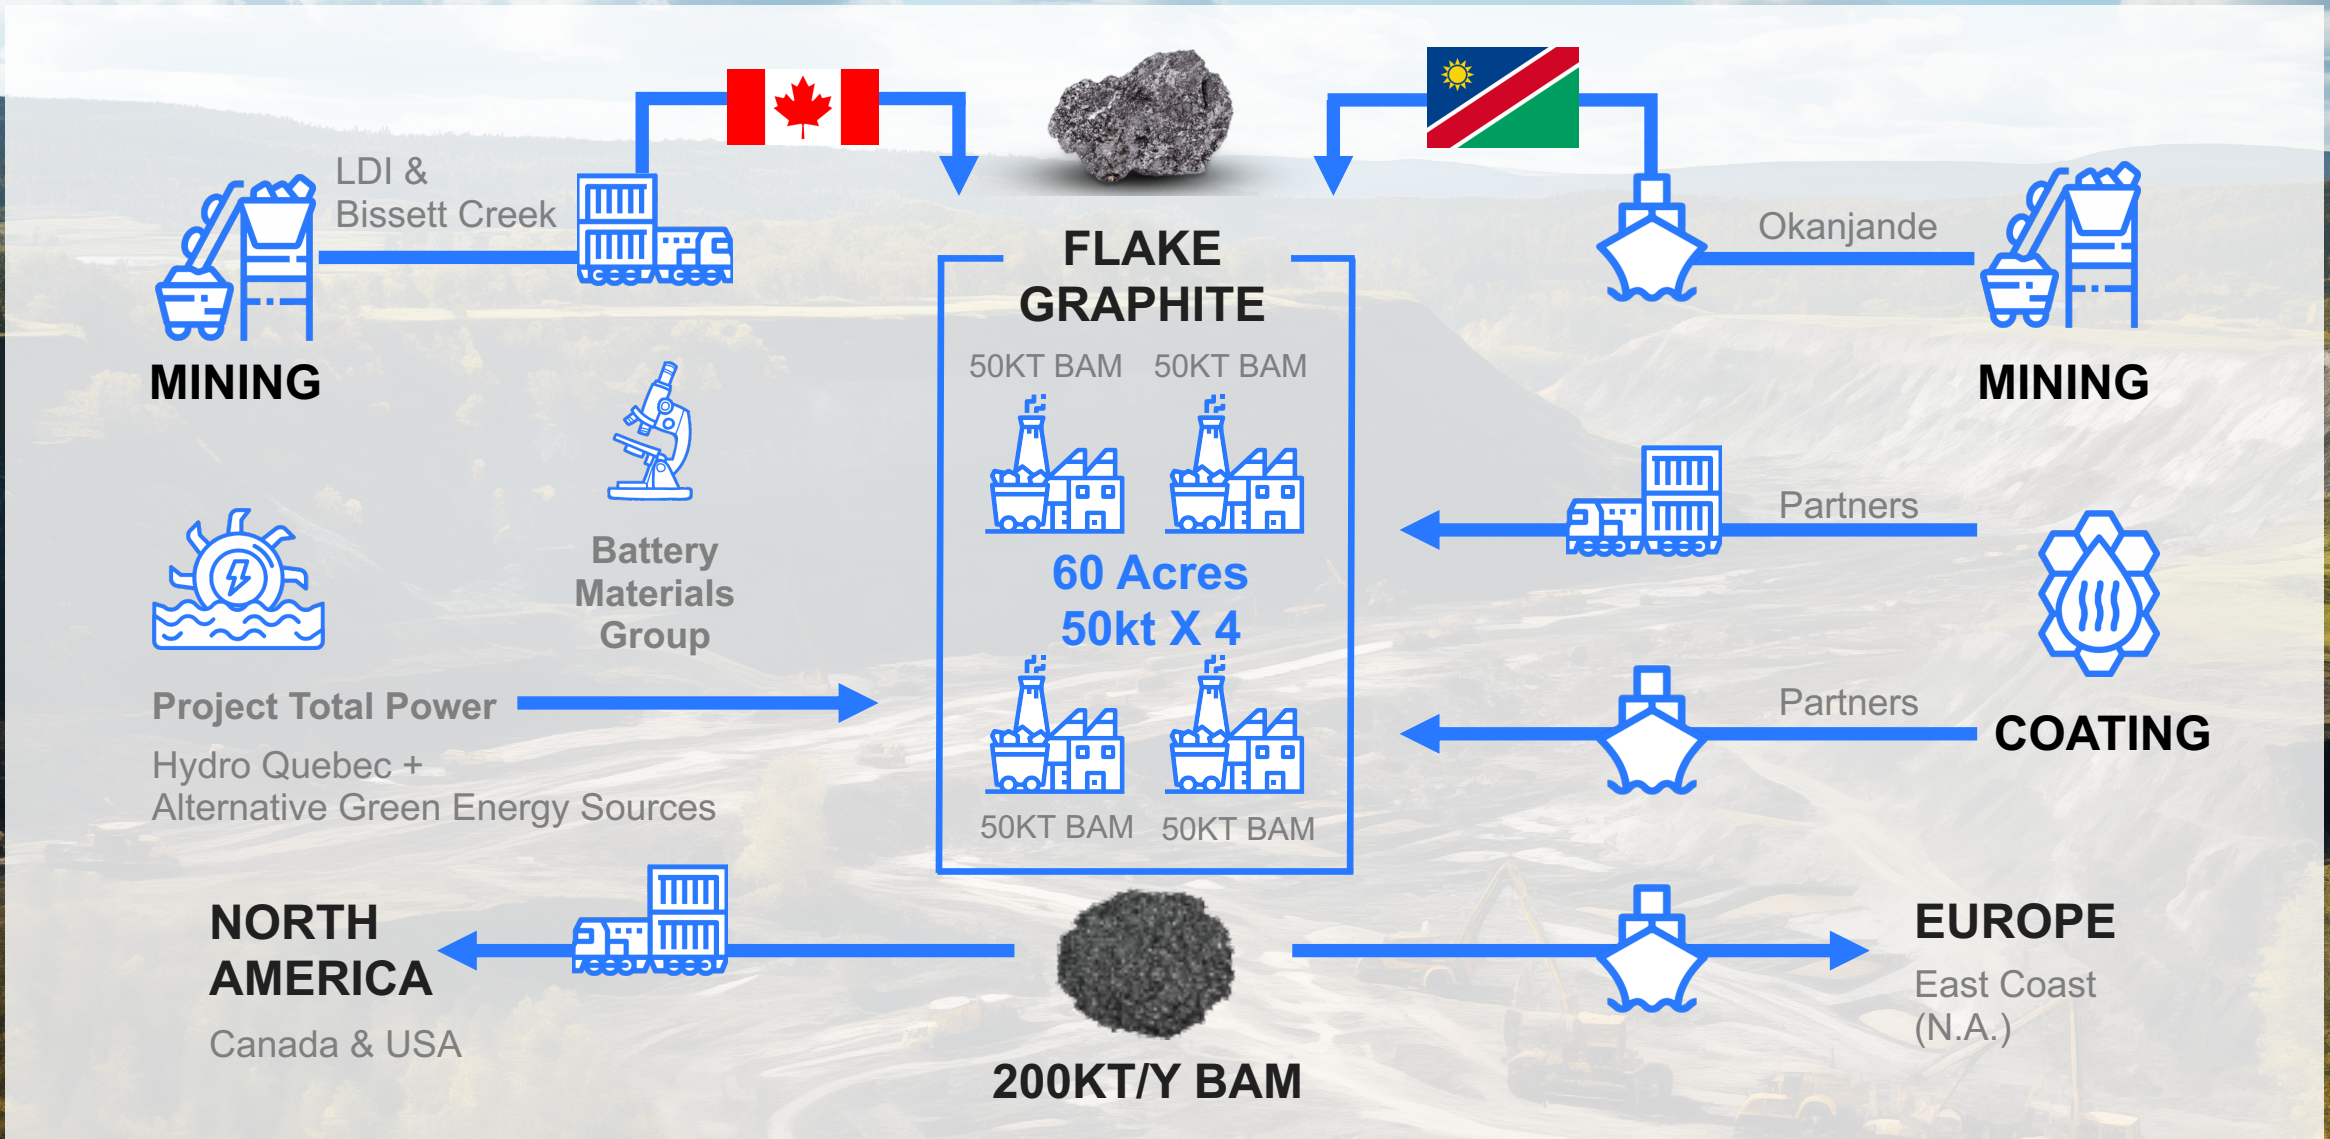 LDI &
Bissett Creek
MINING
FLAKE
GRAPHITE
Okanjande
MINING
50KT BAM
50KT BAM
60 Acres
50kt X 4
50KT BAM
50KT BAM
Battery
Materials
Group
Project Total Power
Hydro Quebec +
Alternative Green Energy Sources
Partners
Partners
COATING
NORTH
AMERICA
Canada & USA
200KT/Y BAM
EUROPE
East Coast
(N.A.)